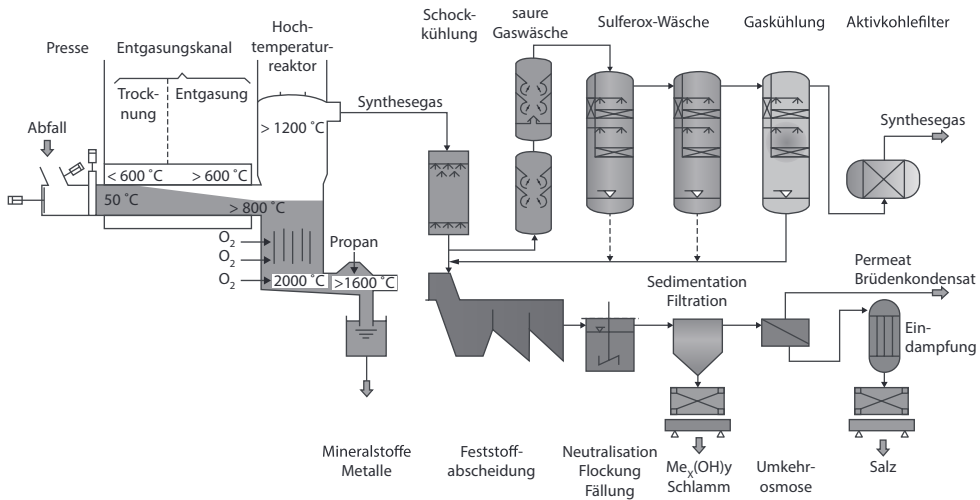 Presse
Entgasungskanal
Hoch-
temperatur-
reaktor
Schock-
kühlung
saure
Gaswäsche
Sulferox-Wäsche
Gaskühlung
Aktivkohlefilter
Trock-
nung
Entgasung
Abfall
> 1200 ˚C
Synthesegas
Synthesegas
< 600 ˚C
> 600 ˚C
50 ˚C
> 800 ˚C
O2
O2
O2
Propan
2000 ˚C
>1600 ˚C
Sedimentation
Filtration
Permeat
Brüdenkondensat
Ein-
dampfung
Mineralstoffe
Metalle
Feststoff-
abscheidung
Neutralisation
Flockung
Fällung
Mex(OH)y
Schlamm
Umkehr-
osmose
Salz